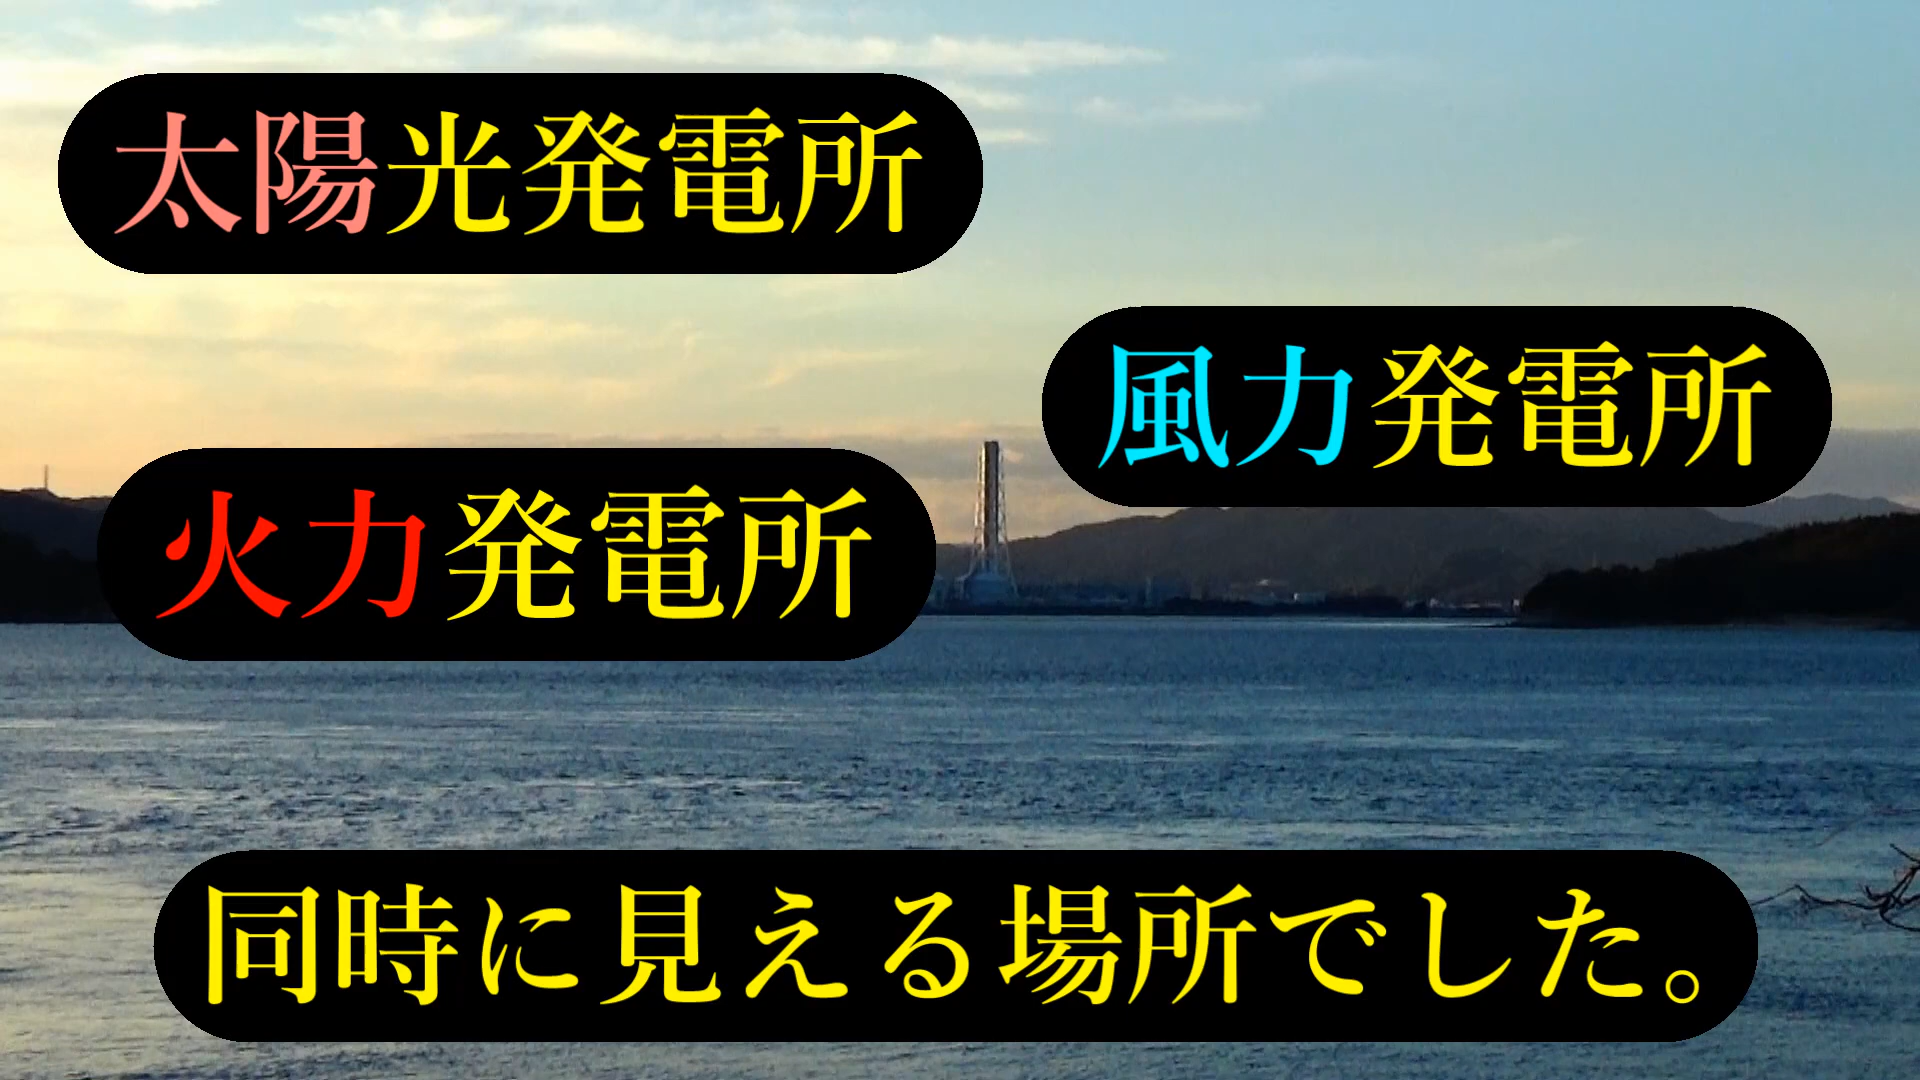 太陽光発電所
風力発電所
火力発電所
同時に見える場所でした。